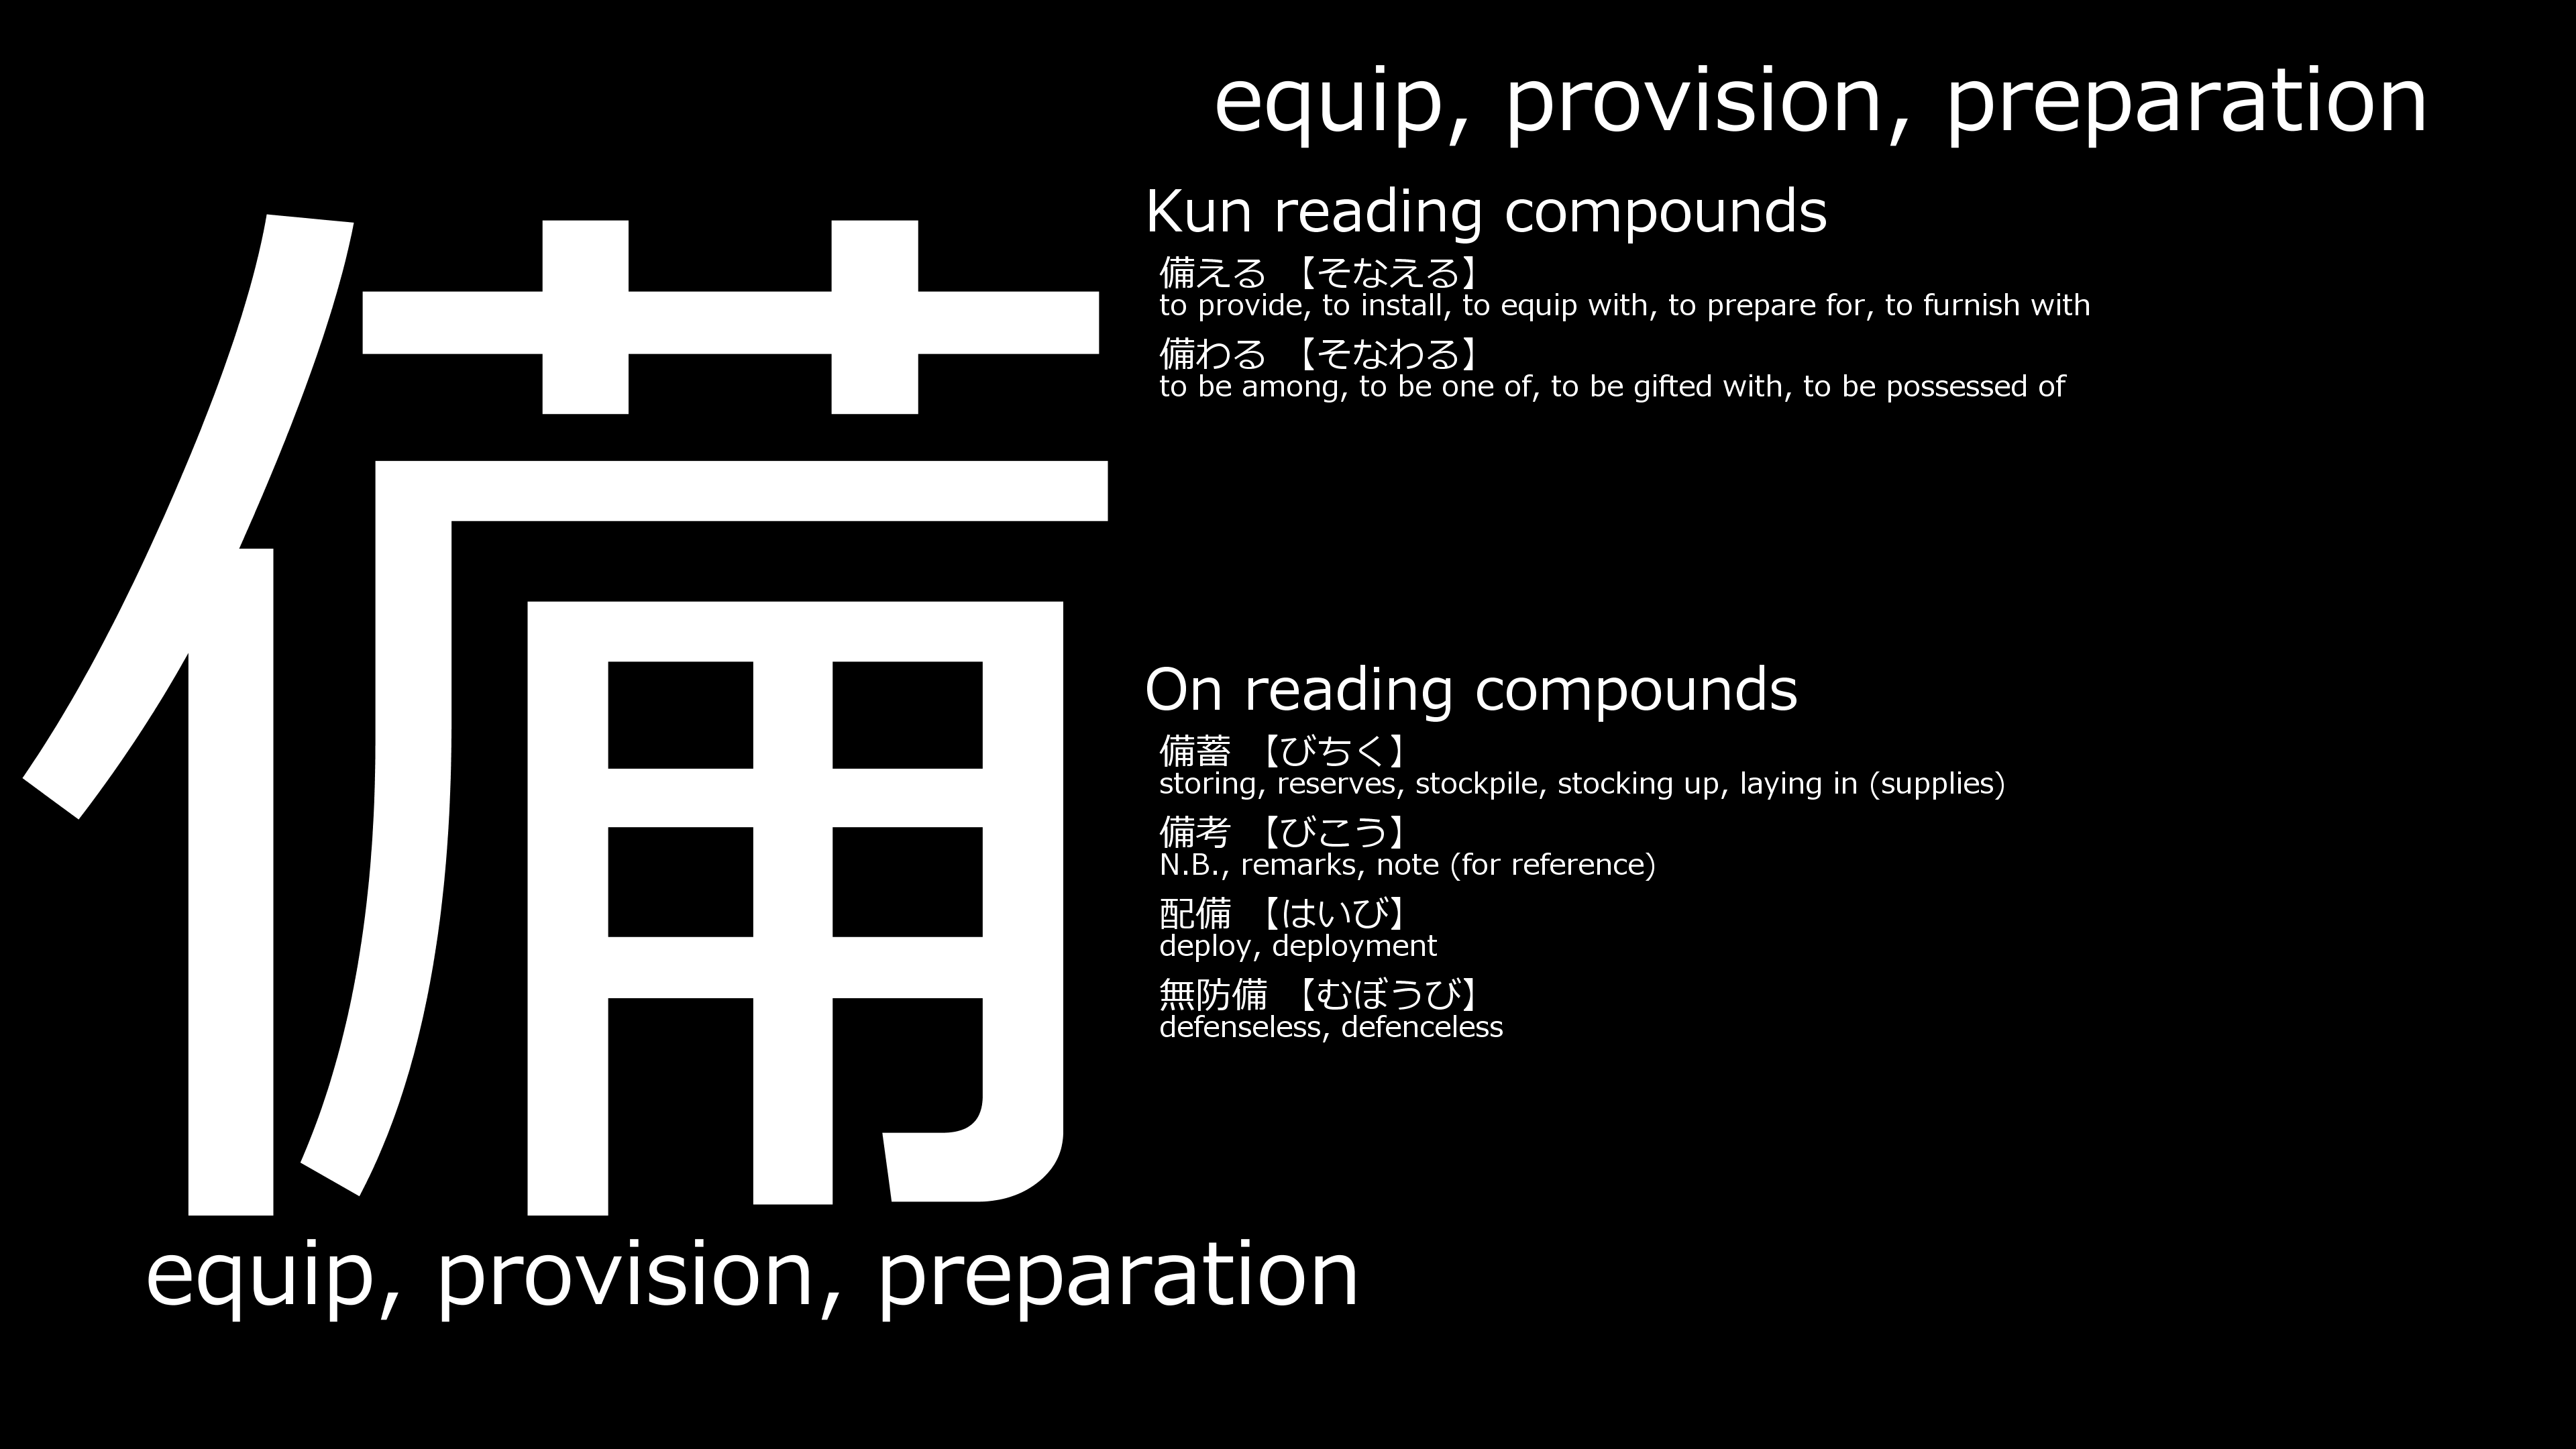 備
equip, provision, preparation
equip, provision, preparation
Kun reading compounds
備える 【そなえる】
to provide, to install, to equip with, to prepare for, to furnish with
備わる 【そなわる】
to be among, to be one of, to be gifted with, to be possessed of
On reading compounds
備蓄 【びちく】
storing, reserves, stockpile, stocking up, laying in (supplies)
備考 【びこう】
N.B., remarks, note (for reference)
配備 【はいび】
deploy, deployment
無防備 【むぼうび】
defenseless, defenceless